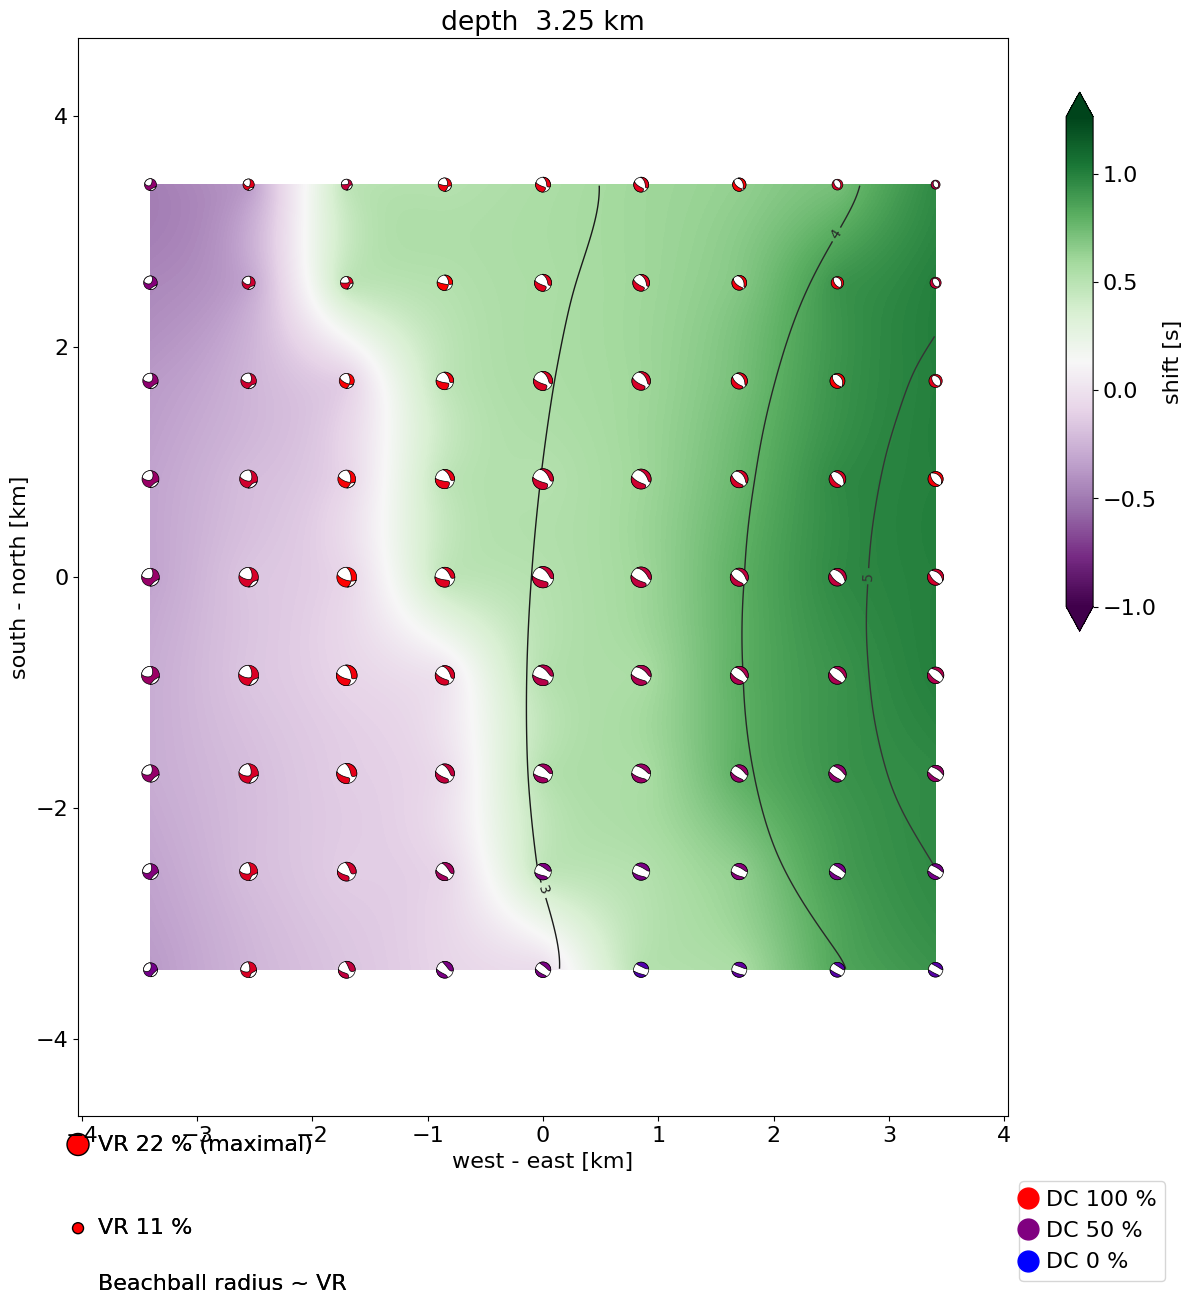 depth  3.25 km
4
2
0
−2
−4
south - north [km]
4
3
5
−4
−3
−2
−1
0
1
2
3
4
west - east [km]
1.0
0.5
0.0
−0.5
−1.0
shift [s]
VR 22 % (maximal)
VR 11 %
Beachball radius ~ VR
DC 100 %
DC 50 %
DC 0 %